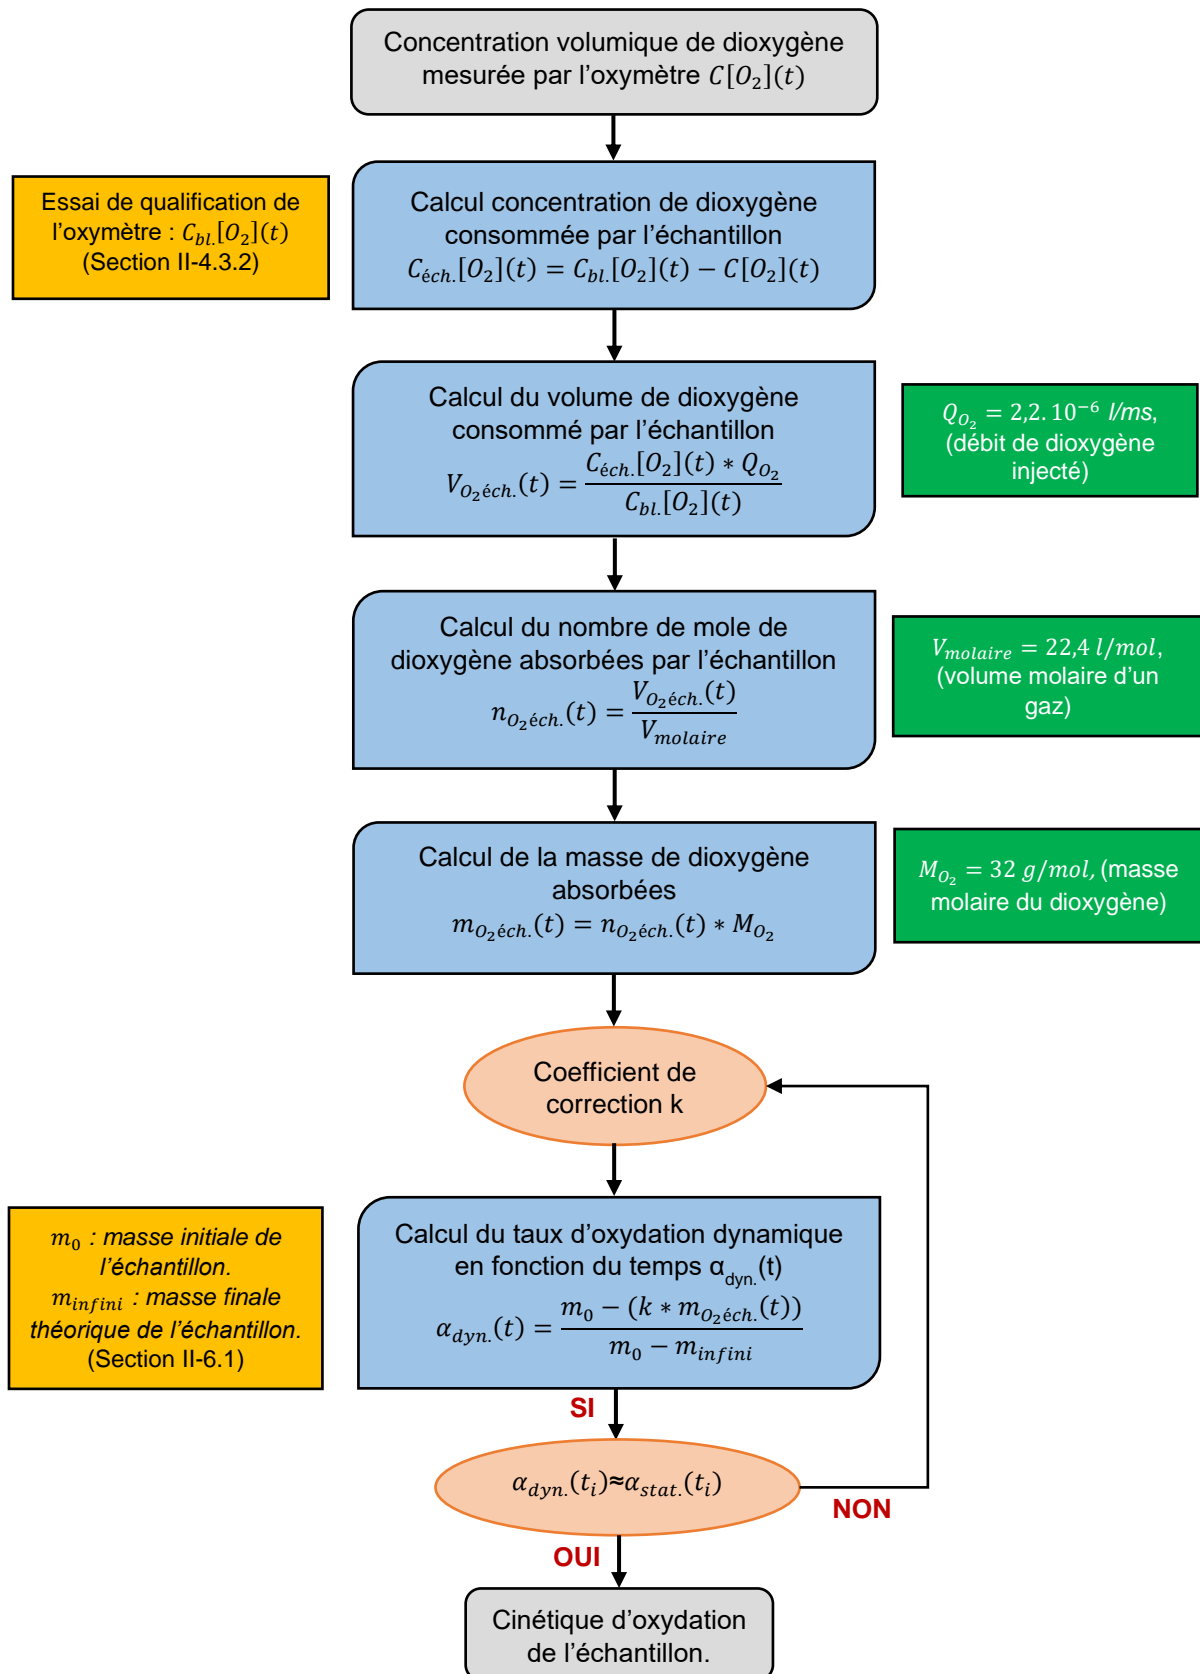 Concentration volumique de dioxygène
mesurée par l'oxymètre C[O₂](t)
Essai de qualification de
l'oxymètre : C_bl.[O₂](t)
(Section II-4.3.2)
Calcul concentration de dioxygène
consommée par l'échantillon
C_éch.[O₂](t) = C_bl.[O₂](t) − C[O₂](t)
Calcul du volume de dioxygène
consommé par l'échantillon
V_O₂éch.(t) = C_éch.[O₂](t) * Q_O₂ / C_bl.[O₂](t)
Q_O₂ = 2,2. 10⁻⁶ l/ms,
(débit de dioxygène
injecté)
Calcul du nombre de mole de
dioxygène absorbées par l'échantillon
n_O₂éch.(t) = V_O₂éch.(t) / V_molaire
V_molaire = 22,4 l/mol,
(volume molaire d'un
gaz)
Calcul de la masse de dioxygène
absorbées
m_O₂éch.(t) = n_O₂éch.(t) * M_O₂
M_O₂ = 32 g/mol, (masse
molaire du dioxygène)
Coefficient de
correction k
m₀ : masse initiale de
l'échantillon.
m_infini : masse finale
théorique de l'échantillon.
(Section II-6.1)
Calcul du taux d'oxydation dynamique
en fonction du temps α_dyn.(t)
α_dyn.(t) = m₀ − (k * m_O₂éch.(t)) / m₀ − m_infini
SI
α_dyn.(t_i)≈α_stat.(t_i)
NON
OUI
Cinétique d'oxydation
de l'échantillon.